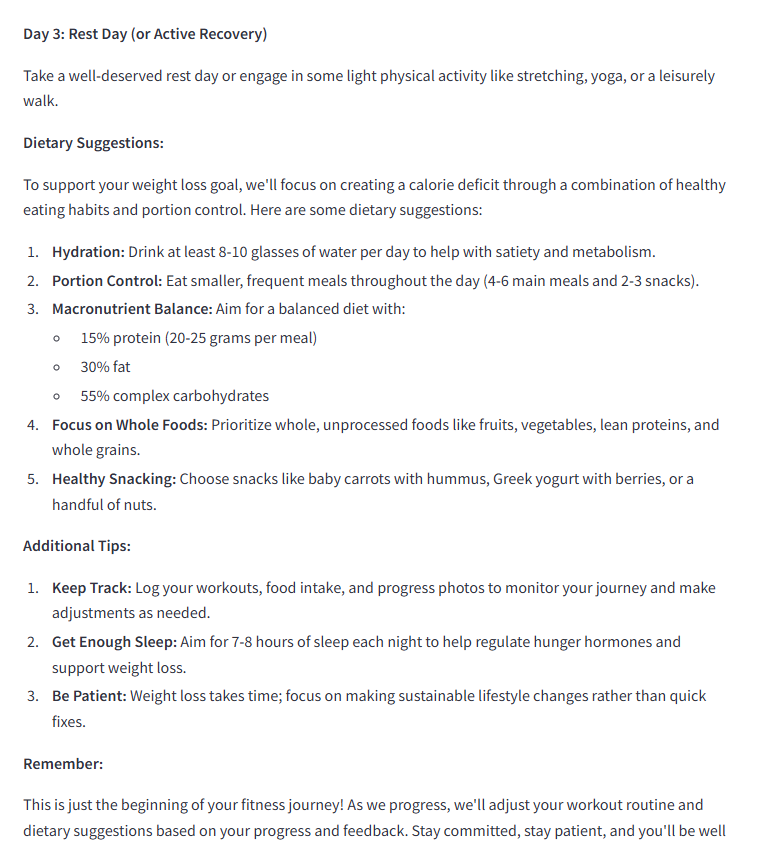 Day 3: Rest Day (or Active Recovery)
Take a well-deserved rest day or engage in some light physical activity like stretching, yoga, or a leisurely
walk.
Dietary Suggestions:
To support your weight loss goal, we'll focus on creating a calorie deficit through a combination of healthy
eating habits and portion control. Here are some dietary suggestions:
1. Hydration: Drink at least 8-10 glasses of water per day to help with satiety and metabolism.
2. Portion Control: Eat smaller, frequent meals throughout the day (4-6 main meals and 2-3 snacks).
3. Macronutrient Balance: Aim for a balanced diet with:
○ 15% protein (20-25 grams per meal)
○ 30% fat
○ 55% complex carbohydrates
4. Focus on Whole Foods: Prioritize whole, unprocessed foods like fruits, vegetables, lean proteins, and
whole grains.
5. Healthy Snacking: Choose snacks like baby carrots with hummus, Greek yogurt with berries, or a
handful of nuts.
Additional Tips:
1. Keep Track: Log your workouts, food intake, and progress photos to monitor your journey and make
adjustments as needed.
2. Get Enough Sleep: Aim for 7-8 hours of sleep each night to help regulate hunger hormones and
support weight loss.
3. Be Patient: Weight loss takes time; focus on making sustainable lifestyle changes rather than quick
fixes.
Remember:
This is just the beginning of your fitness journey! As we progress, we'll adjust your workout routine and
dietary suggestions based on your progress and feedback. Stay committed, stay patient, and you'll be well